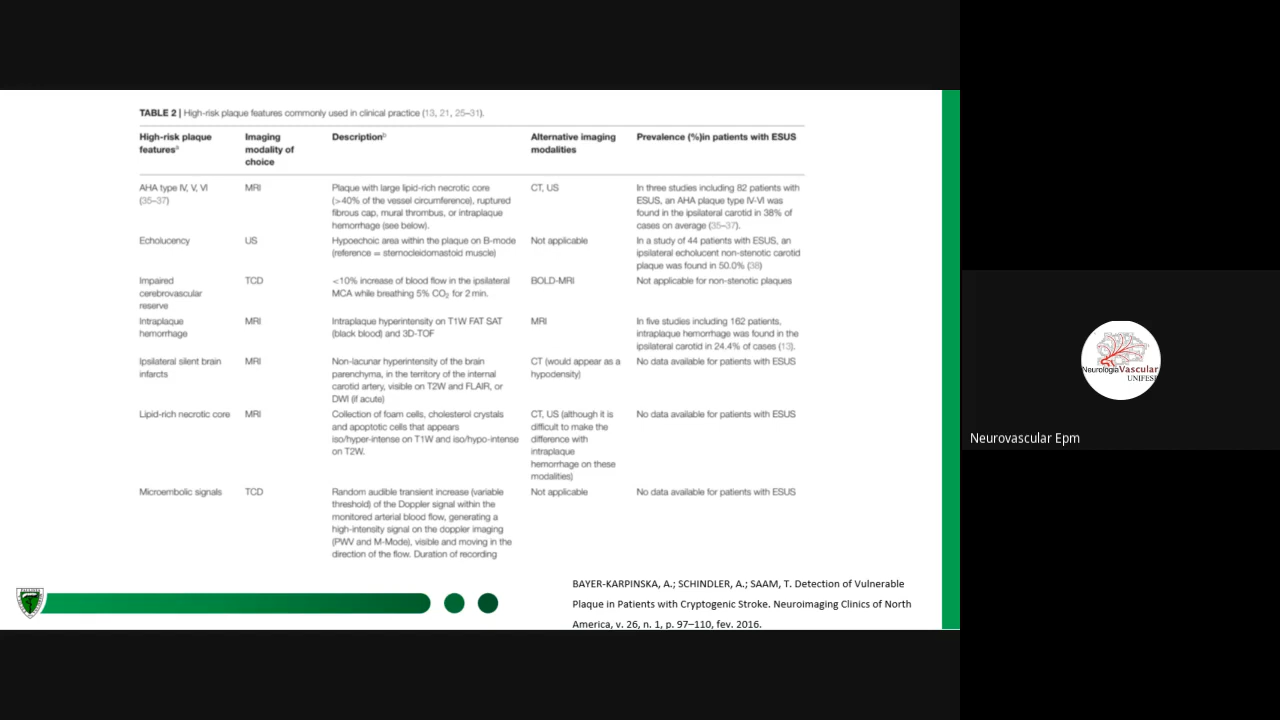 TABLE 2 | High-risk plaque features commonly used in clinical practice (13, 21, 25–31).
High-risk plaque
features^a
Imaging
modality of
choice
Description^b
Alternative imaging
modalities
Prevalence (%)in patients with ESUS
AHA type IV, V, VI
(35–37)
MRI
Plaque with large lipid-rich necrotic core
(>40% of the vessel circumference), ruptured
fibrous cap, mural thrombus, or intraplaque
hemorrhage (see below).
CT, US
In three studies including 82 patients with
ESUS, an AHA plaque type IV-VI was
found in the ipsilateral carotid in 38% of
cases on average (35–37).
Echolucency
US
Hypoechoic area within the plaque on B-mode
(reference = sternocleidomastoid muscle)
Not applicable
In a study of 44 patients with ESUS, an
ipsilateral echolucent non-stenotic carotid
plaque was found in 50.0% (38)
Impaired
cerebrovascular
reserve
TCD
<10% increase of blood flow in the ipsilateral
MCA while breathing 5% CO₂ for 2 min.
BOLD-MRI
Not applicable for non-stenotic plaques
Intraplaque
hemorrhage
MRI
Intraplaque hyperintensity on T1W FAT SAT
(black blood) and 3D-TOF
MRI
In five studies including 162 patients,
intraplaque hemorrhage was found in the
ipsilateral carotid in 24.4% of cases (13).
Ipsilateral silent brain
infarcts
MRI
Non-lacunar hyperintensity of the brain
parenchyma, in the territory of the internal
carotid artery, visible on T2W and FLAIR, or
DWI (if acute)
CT (would appear as a
hypodensity)
No data available for patients with ESUS
Lipid-rich necrotic core
MRI
Collection of foam cells, cholesterol crystals
and apoptotic cells that appears
iso/hyper-intense on T1W and iso/hypo-intense
on T2W.
CT, US (although it is
difficult to make the
difference with
intraplaque
hemorrhage on these
modalities)
No data available for patients with ESUS
Microembolic signals
TCD
Random audible transient increase (variable
threshold) of the Doppler signal within the
monitored arterial blood flow, generating a
high-intensity signal on the doppler imaging
(PWV and M-Mode), visible and moving in the
direction of the flow. Duration of recording
Not applicable
No data available for patients with ESUS
BAYER-KARPINSKA, A.; SCHINDLER, A.; SAAM, T. Detection of Vulnerable
Plaque in Patients with Cryptogenic Stroke. Neuroimaging Clinics of North
America, v. 26, n. 1, p. 97–110, fev. 2016.
NeurologiaVascular
UNIFESP
Neurovascular Epm